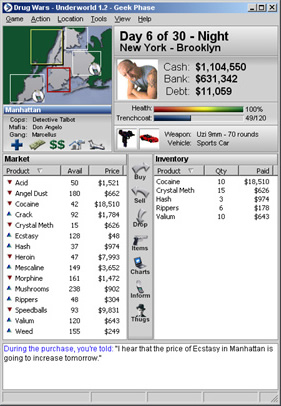 Drug Wars - Underworld 1.2 - Geek Phase
Game Action Location Tools View Help
Day 6 of 30 - Night
New York - Brooklyn
Cash: $1,104,550
Bank: $631,342
Debt: $11,059
Manhattan
Cops: Detective Talbot
Mafia: Don Angelo
Gang: Marcellus
Health: 100%
Trenchcoat: 49/120
Weapon: Uzi 9mm - 70 rounds
Vehicle: Sports Car
Market
Product Avail Price
Acid 50 $1,521
Angel Dust 180 $662
Cocaine 42 $18,510
Crack 92 $1,784
Crystal Meth 15 $626
Ecstasy 128 $48
Hash 37 $974
Heroin 47 $7,993
Mescaline 149 $3,652
Morphine 161 $1,472
Mushrooms 238 $902
Rippers 48 $304
Speedballs 93 $9,831
Valium 120 $643
Weed 155 $249
Buy
Sell
Drop
Items
Charts
Inform
Thugs
Inventory
Product Qty Paid
Cocaine 10 $18,510
Crystal Meth 15 $626
Hash 3 $974
Rippers 6 $178
Valium 10 $643
During the purchase, you're told: "I hear that the price of Ecstasy in Manhattan is
going to increase tomorrow."